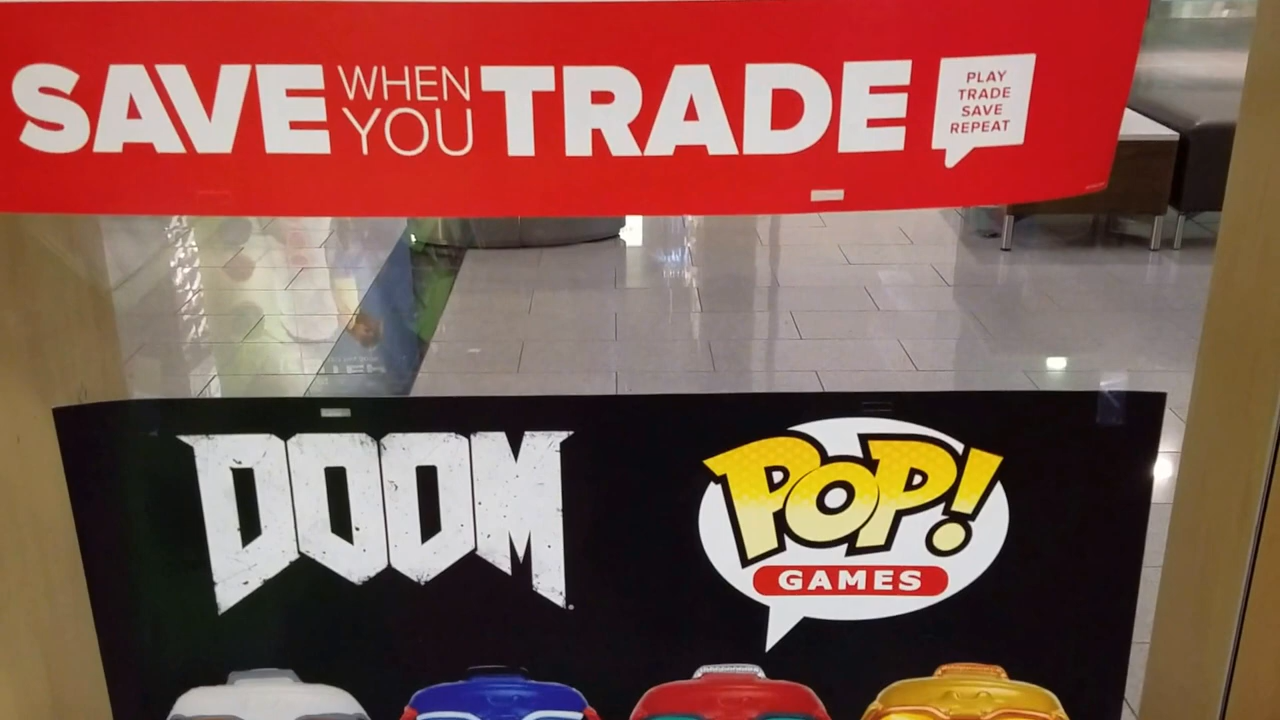 SAVE WHEN YOU TRADE
PLAY
TRADE
SAVE
REPEAT
DOOM
POP!
GAMES